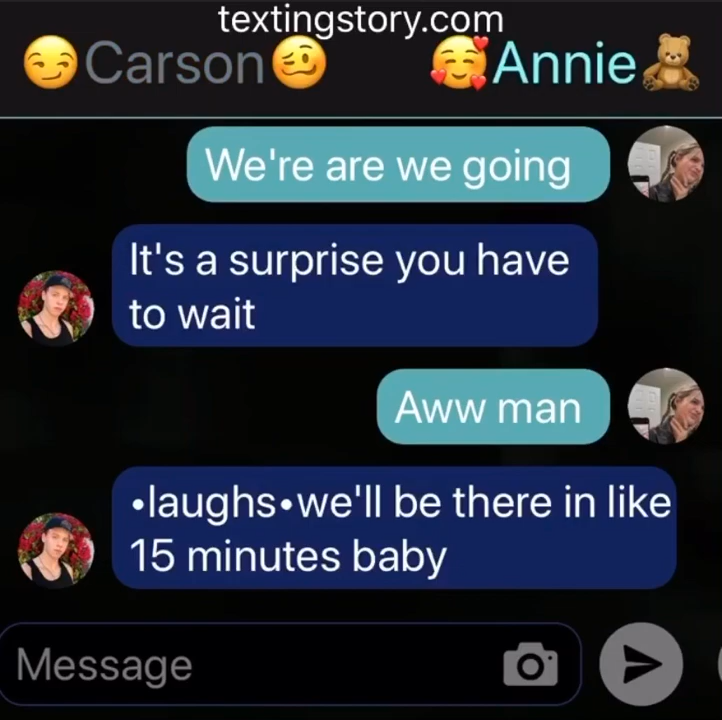 textingstory.com
😏Carson🥴
🥰Annie🧸
We're are we going
It's a surprise you have
to wait
Aww man
•laughs•we'll be there in like
15 minutes baby
Message